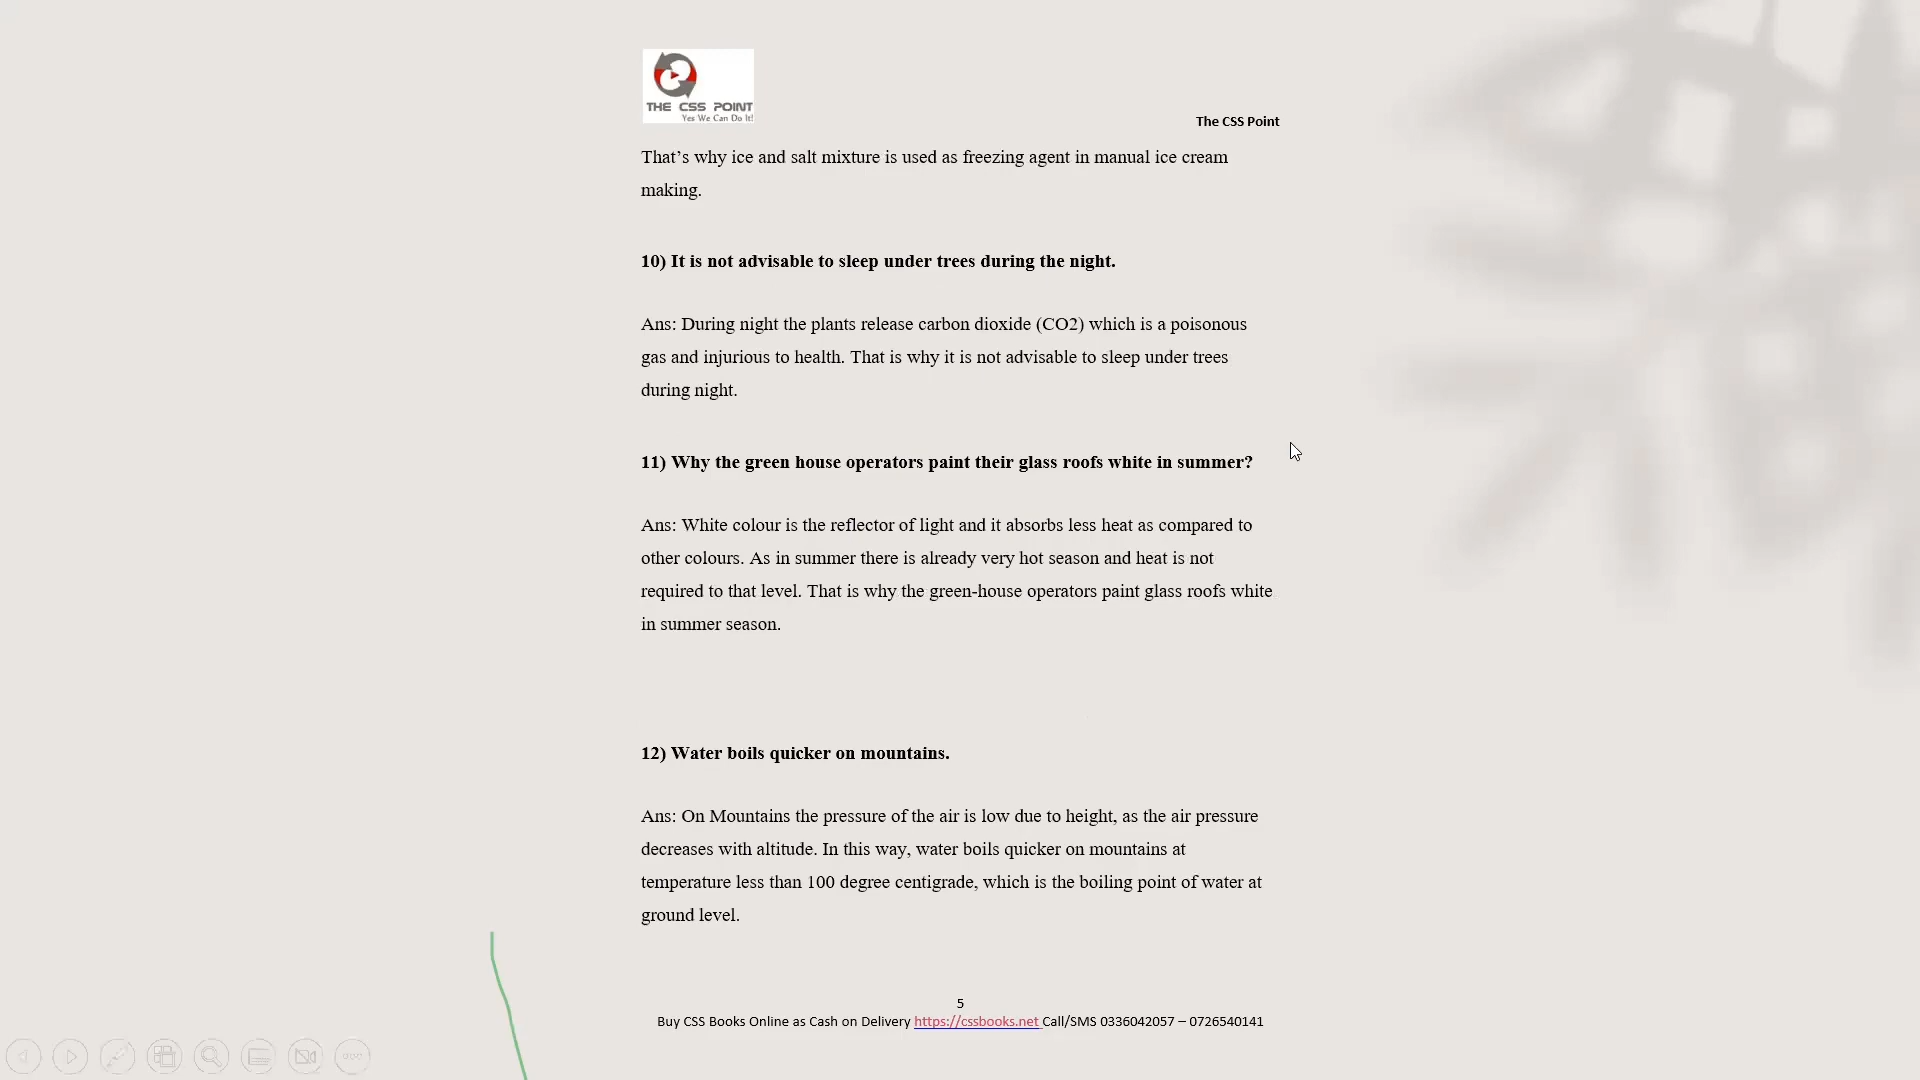 THE CSS POINT
Yes We Can Do It!
The CSS Point
That’s why ice and salt mixture is used as freezing agent in manual ice cream
making.
10) It is not advisable to sleep under trees during the night.
Ans: During night the plants release carbon dioxide (CO2) which is a poisonous
gas and injurious to health. That is why it is not advisable to sleep under trees
during night.
11) Why the green house operators paint their glass roofs white in summer?
Ans: White colour is the reflector of light and it absorbs less heat as compared to
other colours. As in summer there is already very hot season and heat is not
required to that level. That is why the green-house operators paint glass roofs white
in summer season.
12) Water boils quicker on mountains.
Ans: On Mountains the pressure of the air is low due to height, as the air pressure
decreases with altitude. In this way, water boils quicker on mountains at
temperature less than 100 degree centigrade, which is the boiling point of water at
ground level.
5
Buy CSS Books Online as Cash on Delivery https://cssbooks.net Call/SMS 0336042057 – 0726540141